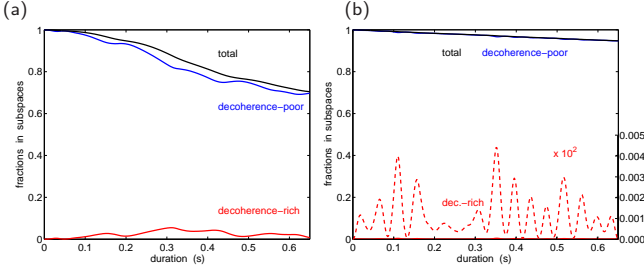 (a)
fractions in subspaces
1
0.8
0.6
0.4
0.2
0
total
decoherence-poor
decoherence-rich
0 0.1 0.2 0.3 0.4 0.5 0.6
duration (s)
(b)
fractions in subspaces
1
0.8
0.6
0.4
0.2
0
total decoherence-poor
x 10²
dec.-rich
0.005
0.004
0.003
0.002
0.001
0.000
0 0.1 0.2 0.3 0.4 0.5 0.6
duration (s)